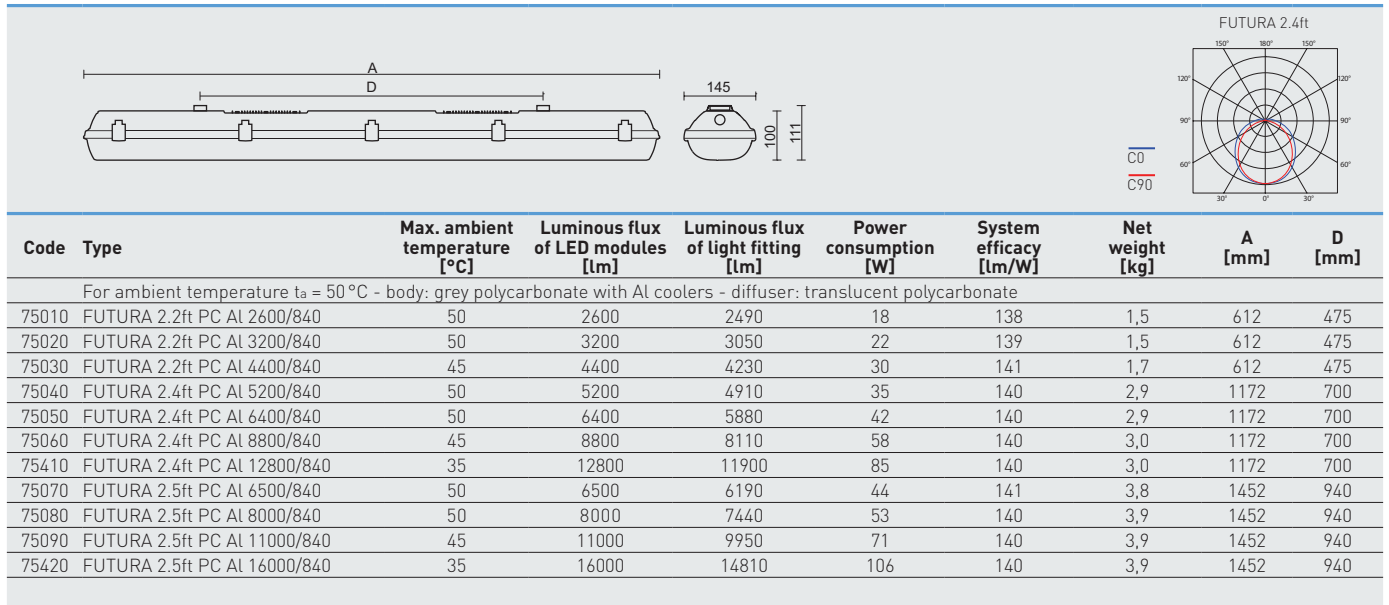 FUTURA 2.4ft
150° 180° 150°
120° 120°
90° 90°
60° 60°
30° 0° 30°
C0
C90
A
D
145
100
111
Code Type Max. ambient temperature [°C] Luminous flux of LED modules [lm] Luminous flux of light fitting [lm] Power consumption [W] System efficacy [lm/W] Net weight [kg] A [mm] D [mm]
For ambient temperature ta = 50°C - body: grey polycarbonate with Al coolers - diffuser: translucent polycarbonate
75010 FUTURA 2.2ft PC Al 2600/840 50 2600 2490 18 138 1,5 612 475
75020 FUTURA 2.2ft PC Al 3200/840 50 3200 3050 22 139 1,5 612 475
75030 FUTURA 2.2ft PC Al 4400/840 45 4400 4230 30 141 1,7 612 475
75040 FUTURA 2.4ft PC Al 5200/840 50 5200 4910 35 140 2,9 1172 700
75050 FUTURA 2.4ft PC Al 6400/840 50 6400 5880 42 140 2,9 1172 700
75060 FUTURA 2.4ft PC Al 8800/840 45 8800 8110 58 140 3,0 1172 700
75410 FUTURA 2.4ft PC Al 12800/840 35 12800 11900 85 140 3,0 1172 700
75070 FUTURA 2.5ft PC Al 6500/840 50 6500 6190 44 141 3,8 1452 940
75080 FUTURA 2.5ft PC Al 8000/840 50 8000 7440 53 140 3,9 1452 940
75090 FUTURA 2.5ft PC Al 11000/840 45 11000 9950 71 140 3,9 1452 940
75420 FUTURA 2.5ft PC Al 16000/840 35 16000 14810 106 140 3,9 1452 940